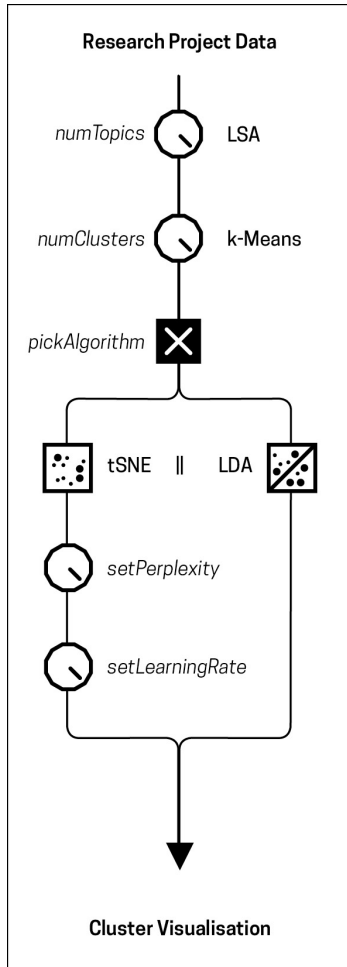 Research Project Data
numTopics LSA
numClusters k-Means
pickAlgorithm
tSNE || LDA
setPerplexity
setLearningRate
Cluster Visualisation